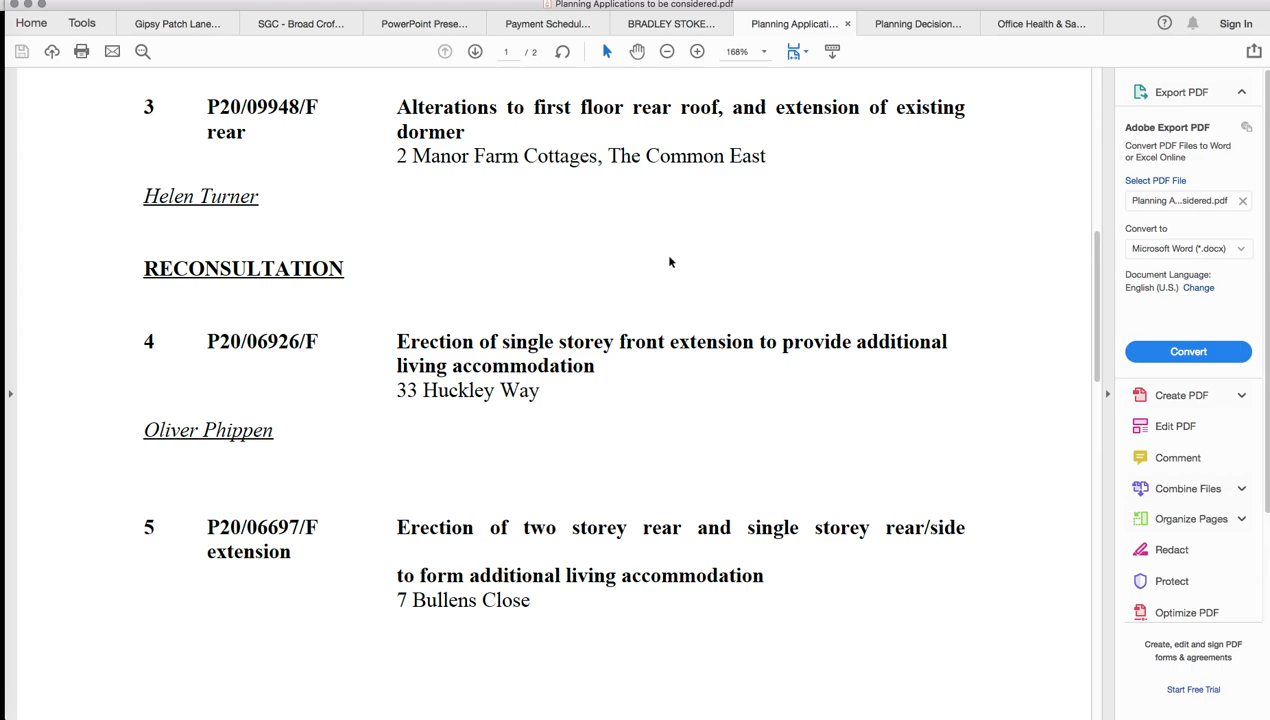 Planning Applications to be considered.pdf
Home Tools Gipsy Patch Lane... SGC - Broad Crof... PowerPoint Prese... Payment Schedul... BRADLEY STOKE... Planning Applicati... × Planning Decision... Office Health & Sa... Sign In
1 / 2 168%
3 P20/09948/F Alterations to first floor rear roof, and extension of existing
rear dormer
2 Manor Farm Cottages, The Common East
Helen Turner
RECONSULTATION
4 P20/06926/F Erection of single storey front extension to provide additional
living accommodation
33 Huckley Way
Oliver Phippen
5 P20/06697/F Erection of two storey rear and single storey rear/side
extension
to form additional living accommodation
7 Bullens Close
Export PDF
Adobe Export PDF
Convert PDF Files to Word
or Excel Online
Select PDF File
Planning A...sidered.pdf
Convert to
Microsoft Word (*.docx)
Document Language:
English (U.S.) Change
Convert
Create PDF
Edit PDF
Comment
Combine Files
Organize Pages
Redact
Protect
Optimize PDF
Create, edit and sign PDF
forms & agreements
Start Free Trial